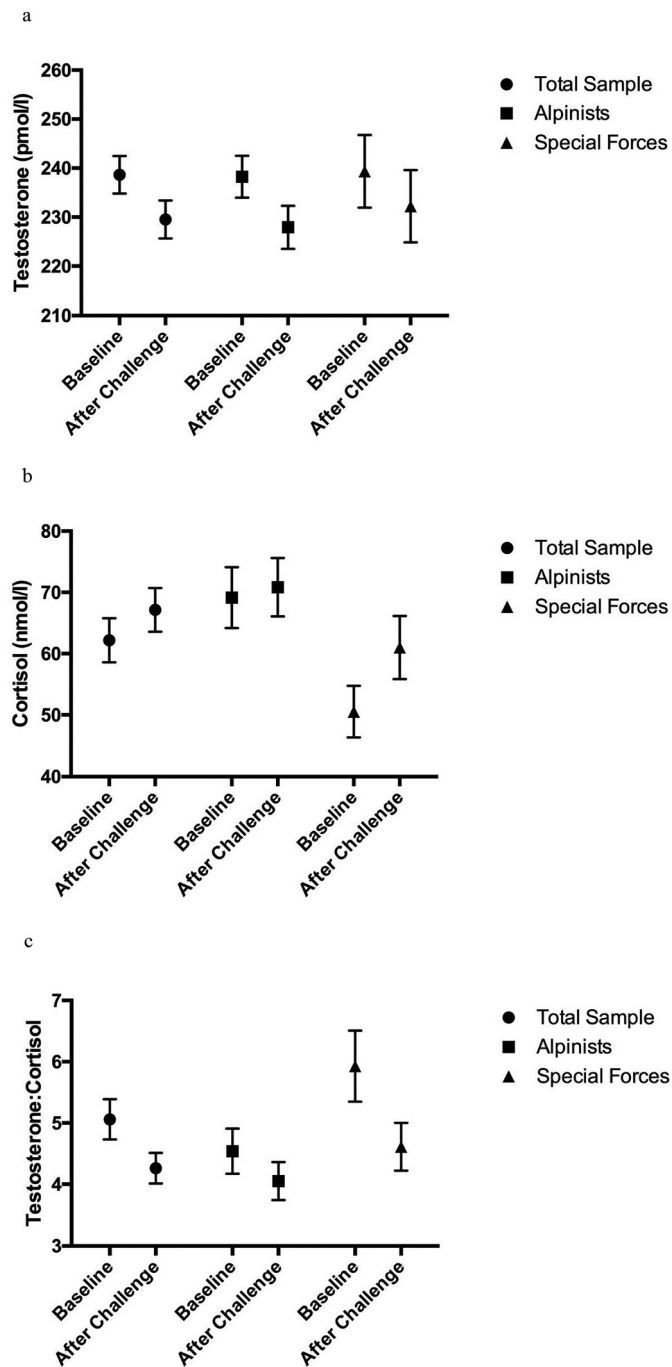 a
Testosterone (pmol/l)
260
250
240
230
220
210
Baseline
After Challenge
Baseline
After Challenge
Baseline
After Challenge
Total Sample
Alpinists
Special Forces
b
Cortisol (nmol/l)
80
70
60
50
40
Baseline
After Challenge
Baseline
After Challenge
Baseline
After Challenge
Total Sample
Alpinists
Special Forces
c
Testosterone:Cortisol
7
6
5
4
3
Baseline
After Challenge
Baseline
After Challenge
Baseline
After Challenge
Total Sample
Alpinists
Special Forces